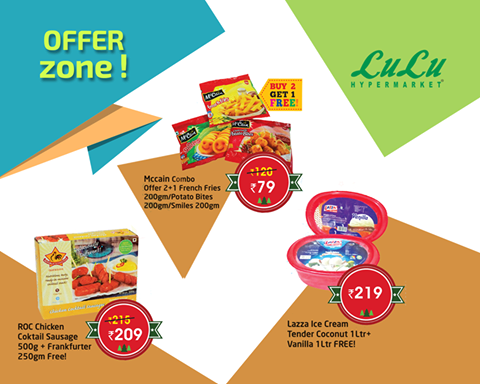 OFFER
zone !
LuLu
HYPERMARKET
BUY 2
GET 1
FREE!
McCain
Mccain Combo
Offer 2+1 French Fries
200gm/Potato Bites
200gm/Smiles 200gm
₹120
₹79
ROC Chicken
Coktail Sausage
500g + Frankfurter
250gm Free!
₹215
₹209
₹219
Lazza Ice Cream
Tender Coconut 1Ltr+
Vanilla 1Ltr FREE!